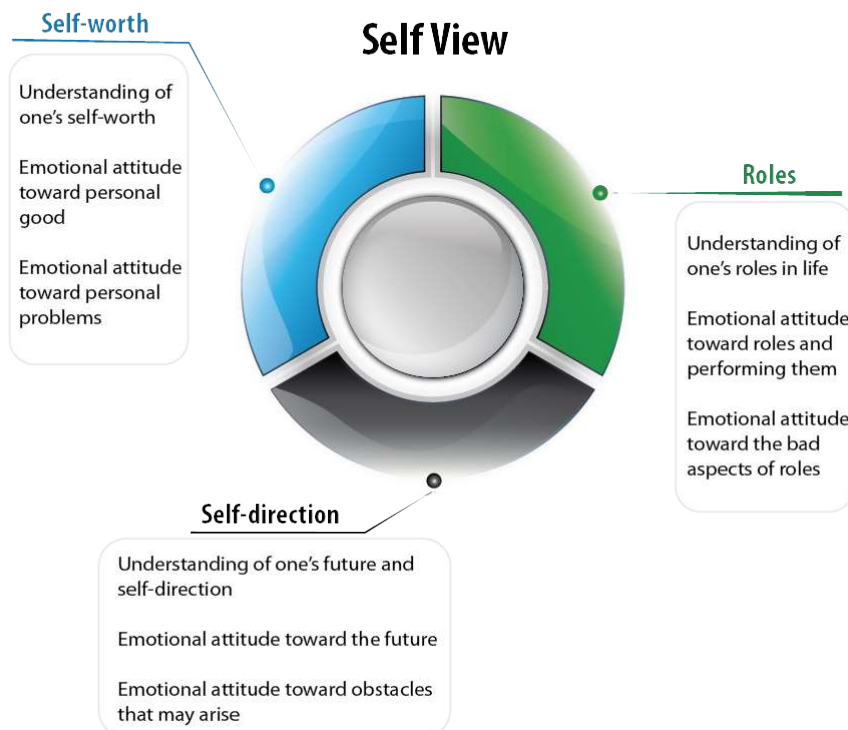 Self View
Self-worth
Understanding of
one's self-worth
Emotional attitude
toward personal
good
Emotional attitude
toward personal
problems
Roles
Understanding of
one's roles in life
Emotional attitude
toward roles and
performing them
Emotional attitude
toward the bad
aspects of roles
Self-direction
Understanding of one's future and
self-direction
Emotional attitude toward the future
Emotional attitude toward obstacles
that may arise